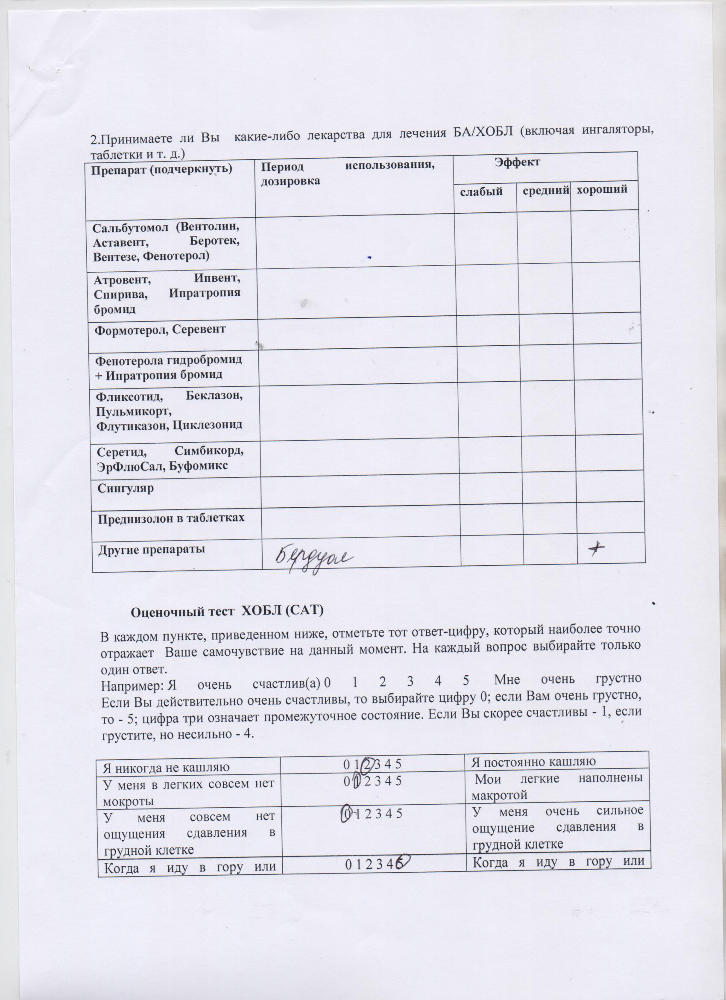 2.Принимаете ли Вы какие-либо лекарства для лечения БА/ХОБЛ (включая ингаляторы,
таблетки и т. д.)
Препарат (подчеркнуть)
Период использования,
дозировка
Эффект
слабый
средний
хороший
Сальбутомол (Вентолин,
Аставент, Беротек,
Вентезе, Фенотерол)
Атровент, Ипвент,
Спирива, Ипратропия
бромид
Формотерол, Серевент
Фенотерола гидробромид
+ Ипратропия бромид
Фликсотид, Беклазон,
Пульмикорт,
Флутиказон, Циклезонид
Серетид, Симбикорд,
ЭрФлюСал, Буфомикс
Сингуляр
Преднизолон в таблетках
Другие препараты
Бердуал
+
Оценочный тест ХОБЛ (САТ)
В каждом пункте, приведенном ниже, отметьте тот ответ-цифру, который наиболее точно
отражает Ваше самочувствие на данный момент. На каждый вопрос выбирайте только
один ответ.
Например: Я очень счастлив(а) 0 1 2 3 4 5 Мне очень грустно
Если Вы действительно очень счастливы, то выбирайте цифру 0; если Вам очень грустно,
то - 5; цифра три означает промежуточное состояние. Если Вы скорее счастливы - 1, если
грустите, но несильно - 4.
Я никогда не кашляю
0 1 2 3 4 5
Я постоянно кашляю
У меня в легких совсем нет
мокроты
0 1 2 3 4 5
Мои легкие наполнены
макротой
У меня совсем нет
ощущения сдавления в
грудной клетке
0 1 2 3 4 5
У меня очень сильное
ощущение сдавления в
грудной клетке
Когда я иду в гору или
0 1 2 3 4 5
Когда я иду в гору или